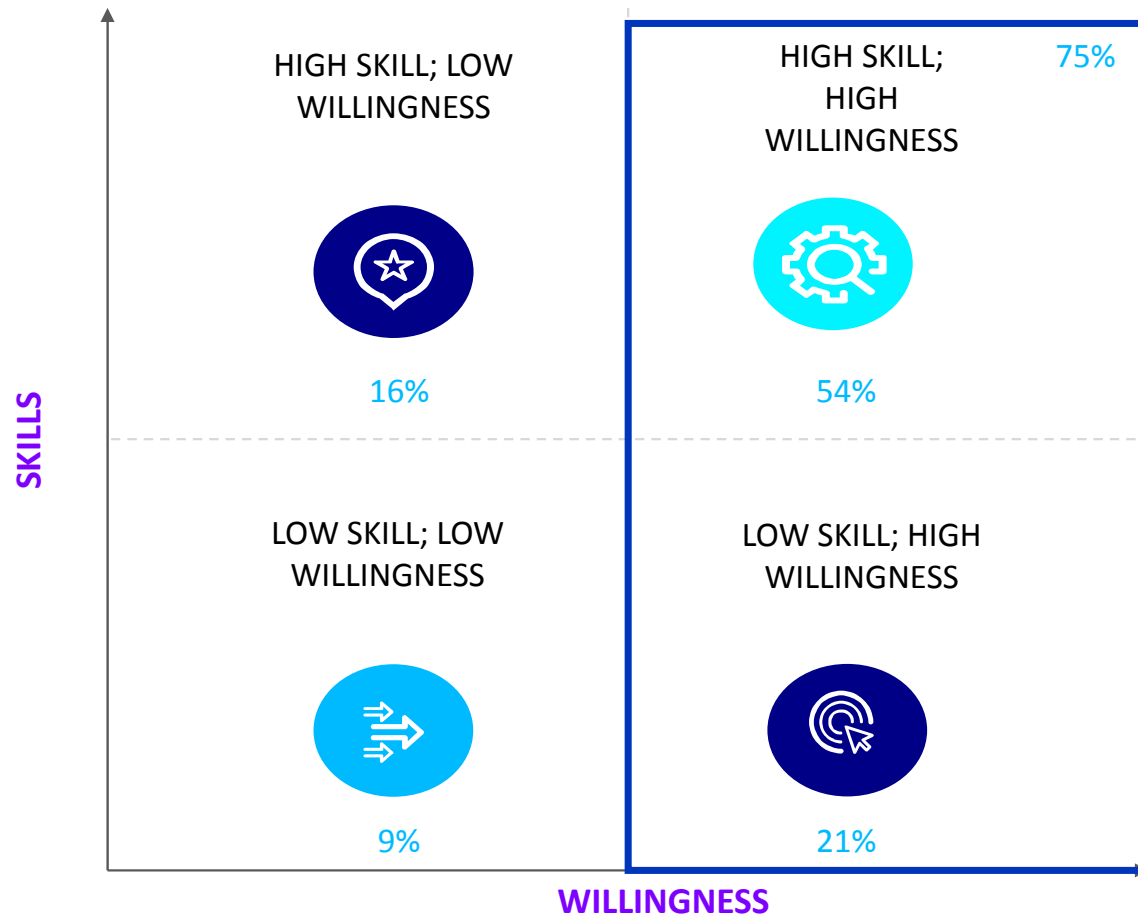 HIGH SKILL; LOW
WILLINGNESS
16%
HIGH SKILL;
HIGH
WILLINGNESS
75%
54%
SKILLS
LOW SKILL; LOW
WILLINGNESS
9%
LOW SKILL; HIGH
WILLINGNESS
21%
WILLINGNESS